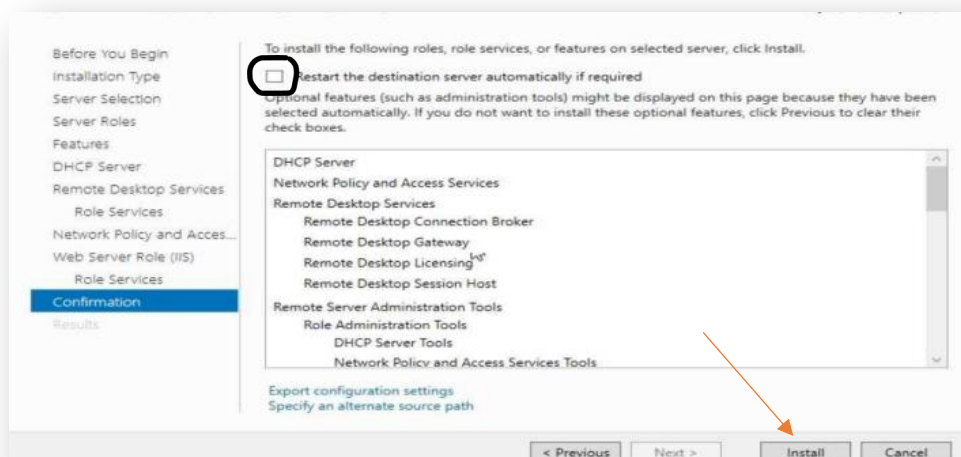 Before You Begin
Installation Type
Server Selection
Server Roles
Features
DHCP Server
Remote Desktop Services
Role Services
Network Policy and Acces...
Web Server Role (IIS)
Role Services
Confirmation
Results
To install the following roles, role services, or features on selected server, click Install.
Restart the destination server automatically if required
Optional features (such as administration tools) might be displayed on this page because they have been
selected automatically. If you do not want to install these optional features, click Previous to clear their
check boxes.
DHCP Server
Network Policy and Access Services
Remote Desktop Services
Remote Desktop Connection Broker
Remote Desktop Gateway
Remote Desktop Licensing
Remote Desktop Session Host
Remote Server Administration Tools
Role Administration Tools
DHCP Server Tools
Network Policy and Access Services Tools
Export configuration settings
Specify an alternate source path
< Previous Next > Install Cancel